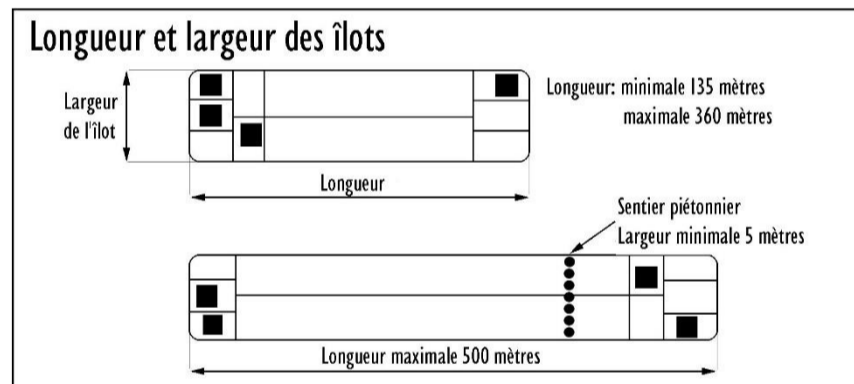 Longueur et largeur des îlots
Largeur
de l'îlot
Longueur: minimale 135 mètres
maximale 360 mètres
Longueur
Sentier piétonnier
Largeur minimale 5 mètres
Longueur maximale 500 mètres